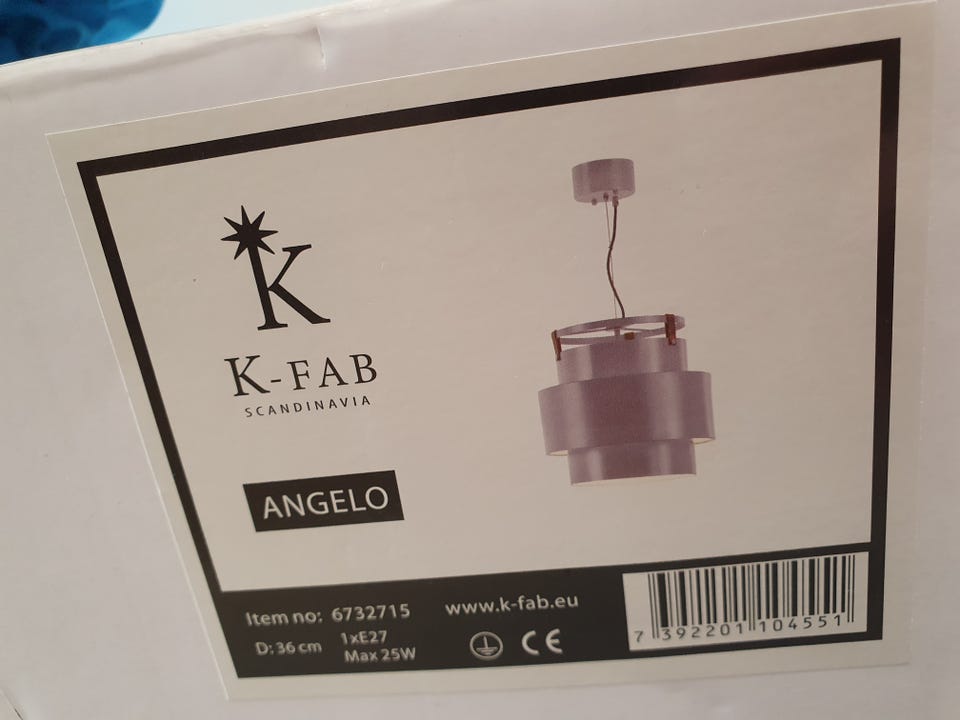 K
K-FAB
SCANDINAVIA
ANGELO
Item no: 6732715
D: 36 cm
1xE27
Max 25W
www.k-fab.eu
CE
7 392201 104551